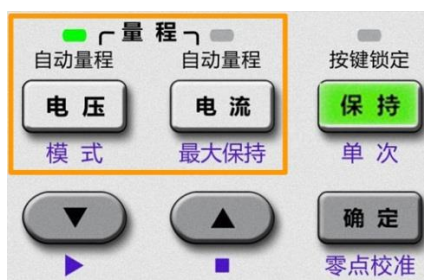 量 程
自动量程 自动量程 按键锁定
电 压 电 流 保 持
模 式 最大保持 单 次
▼ ▲ 确 定
▶ ■ 零点校准